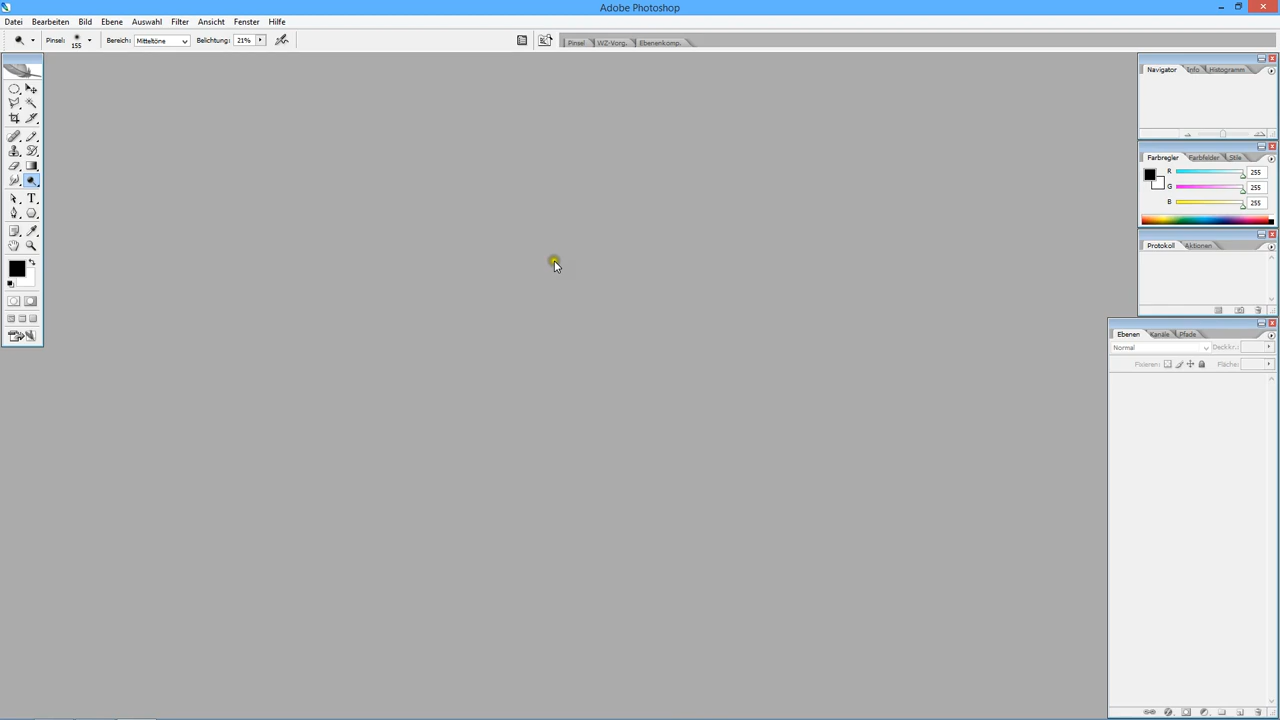 Adobe Photoshop
Datei Bearbeiten Bild Ebene Auswahl Filter Ansicht Fenster Hilfe
Pinsel: 155 Bereich: Mitteltöne Belichtung: 21% Pinsel WZ-Vorg. Ebenenkomp.
Navigator Info Histogramm
Farbregler Farbfelder Stile
R 255
G 255
B 255
Protokoll Aktionen
Ebenen Kanäle Pfade
Normal Deckkr.:
Fixieren: Fläche:
T